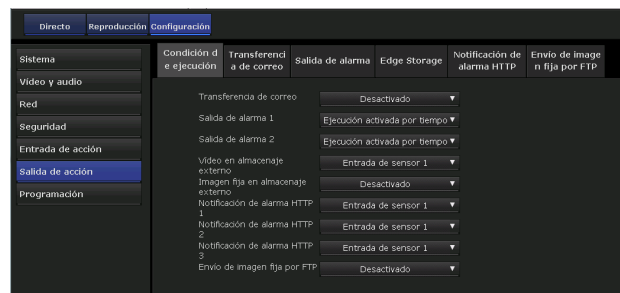 Directo Reproducción Configuración
Sistema
Vídeo y audio
Red
Seguridad
Entrada de acción
Salida de acción
Programación
Condición d
e ejecución
Transferenci
a de correo
Salida de alarma
Edge Storage
Notificación de
alarma HTTP
Envío de image
n fija por FTP
Transferencia de correo Desactivado
Salida de alarma 1 Ejecución activada por tiempo
Salida de alarma 2 Ejecución activada por tiempo
Vídeo en almacenaje
externo
Entrada de sensor 1
Imagen fija en almacenaje
externo
Desactivado
Notificación de alarma HTTP
1
Entrada de sensor 1
Notificación de alarma HTTP
2
Entrada de sensor 1
Notificación de alarma HTTP
3
Entrada de sensor 1
Envío de imagen fija por FTP Desactivado